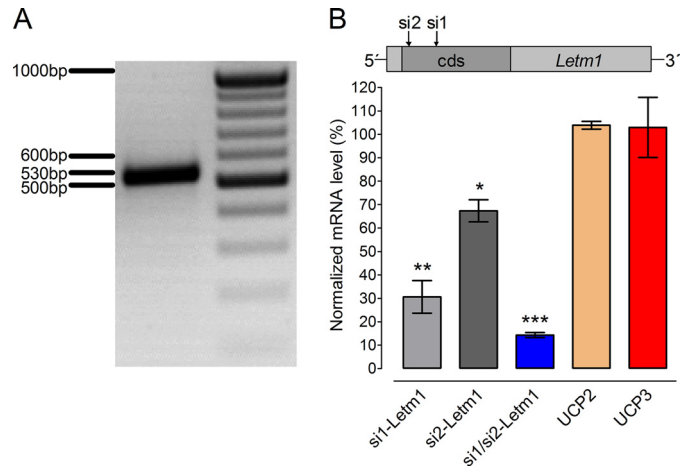 A
1000bp
600bp
530bp
500bp
B
si2 si1
5´ cds Letm1 3´
Normalized mRNA level (%)
120
110
100
90
80
70
60
50
40
30
20
10
0
**
*
***
si1-Letm1
si2-Letm1
si1/si2-Letm1
UCP2
UCP3